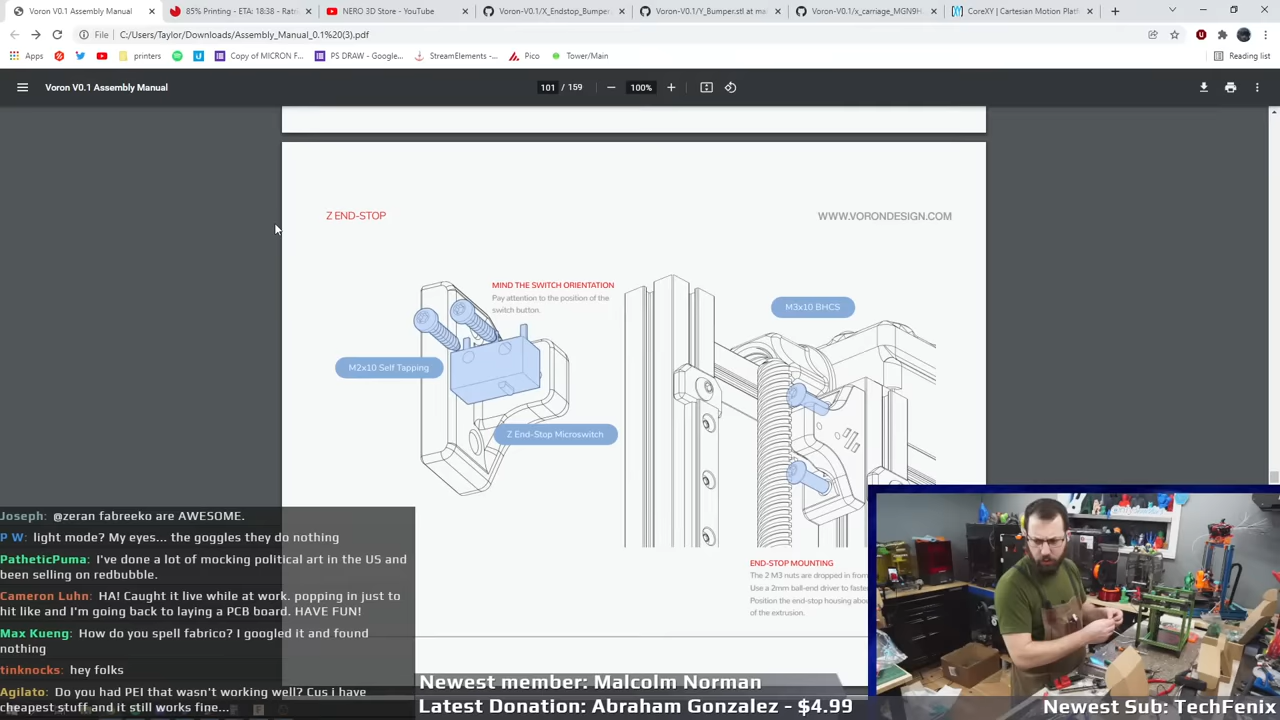 Voron V0.1 Assembly Manual
85% Printing - ETA: 18:38 - Ratr
NERO 3D Store - YouTube
Voron-V0.1/X_Endstop_Bumper.
Voron-V0.1/Y_Bumper.stl at ma
Voron-V0.1/x_carriage_MGN9H
CoreXY | Cartesian Motion Platf
File
C:/Users/Taylor/Downloads/Assembly_Manual_0.1%20(3).pdf
Apps
printers
Copy of MICRON F...
PS DRAW - Google...
StreamElements -...
Pico
Tower/Main
Reading list
Voron V0.1 Assembly Manual
101 / 159
100%
Z END-STOP
WWW.VORONDESIGN.COM
MIND THE SWITCH ORIENTATION
Pay attention to the position of the
switch button.
M3x10 BHCS
M2x10 Self Tapping
Z End-Stop Microswitch
END-STOP MOUNTING
The 2 M3 nuts are dropped in from
Use a 2mm ball-end driver to faste
Position the end-stop housing abou
of the extrusion.
Joseph: @zeran fabreeko are AWESOME.
P W: light mode? My eyes... the goggles they do nothing
PatheticPuma: I've done a lot of mocking political art in the US and
been selling on redbubble.
Cameron Luhn: HA! Caught it live while at work. popping in just to
hit like and I'm going back to laying a PCB board. HAVE FUN!
Max Kueng: How do you spell fabrico? I googled it and found
nothing
tinknocks: hey folks
Agilato: Do you had PEI that wasn't working well? Cus i have
cheapest stuff and it still works fine...
Newest member: Malcolm Norman
Latest Donation: Abraham Gonzalez - $4.99
Newest Sub: TechFenix